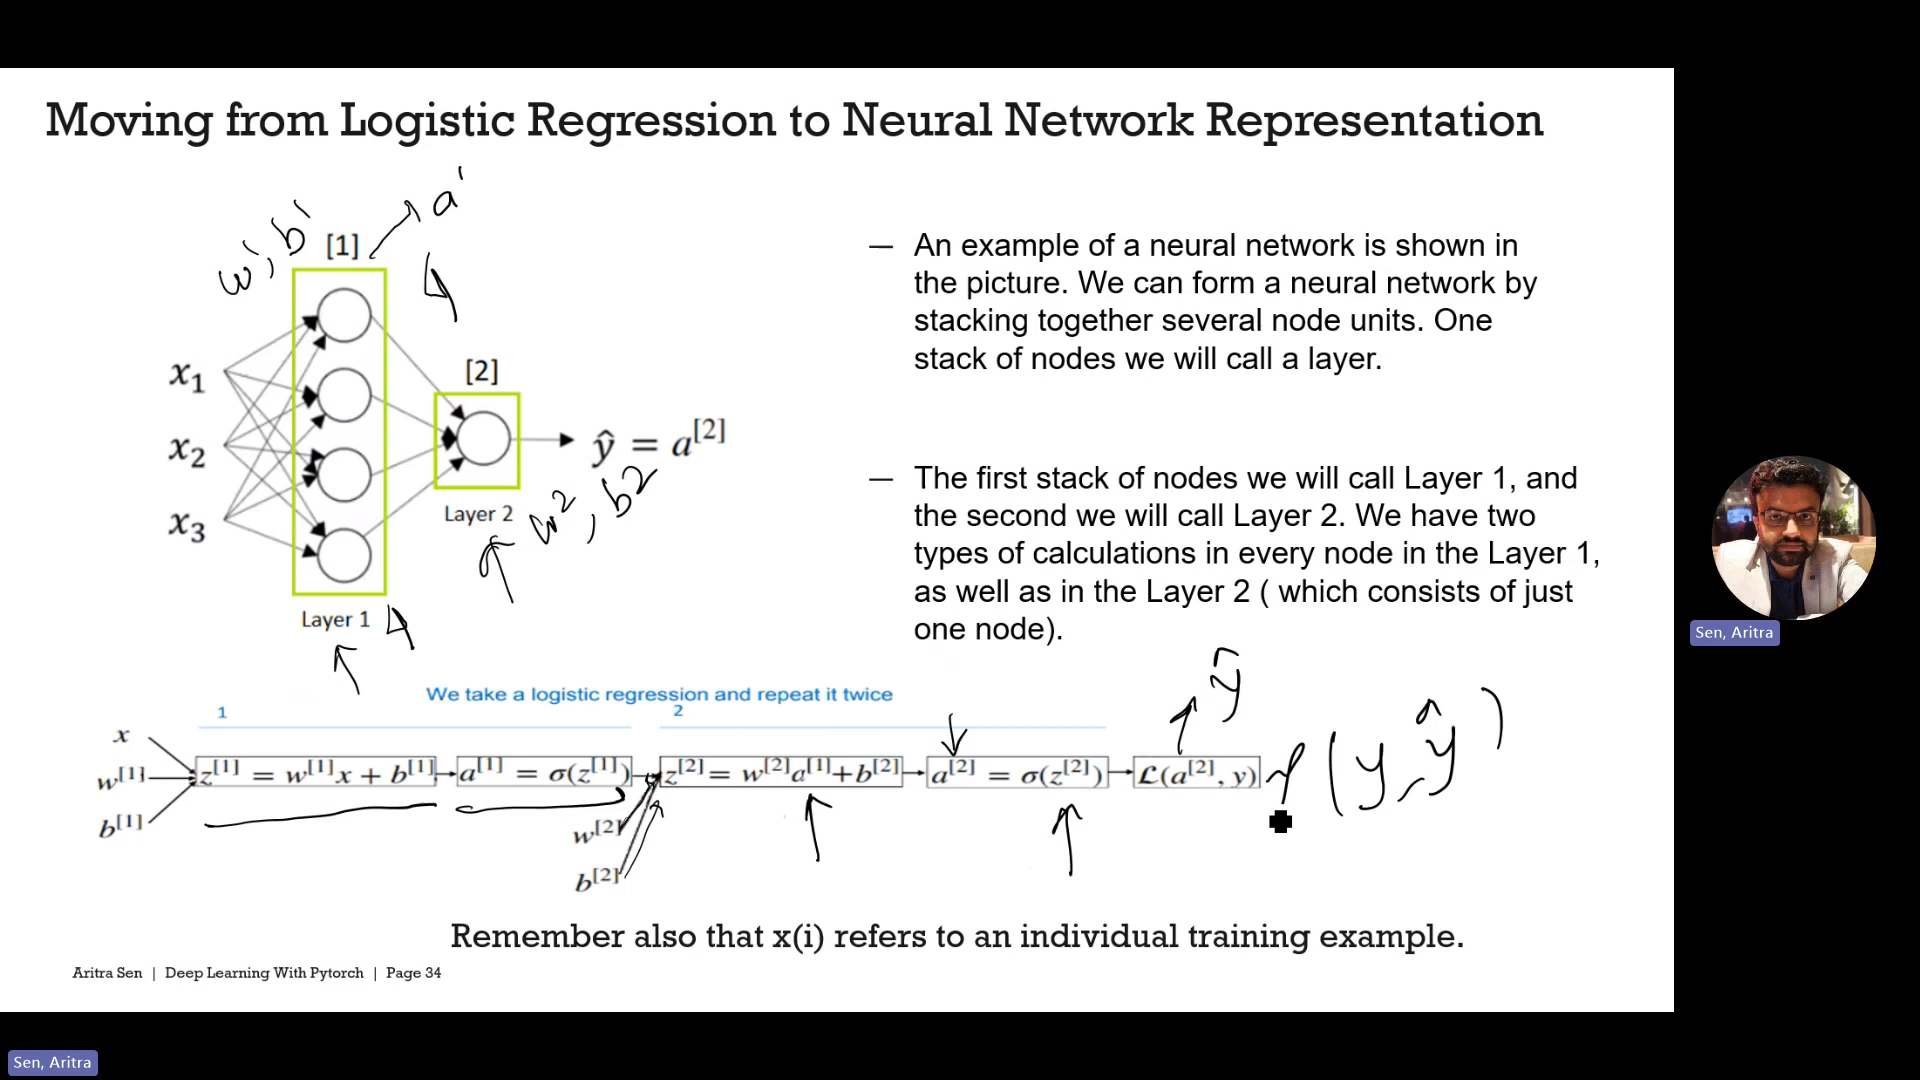 Moving from Logistic Regression to Neural Network Representation
a'
w', b'
[1]
4
[2]
x₁
x₂
x₃
ŷ = a^[2]
w², b2
Layer 2
Layer 1
4
— An example of a neural network is shown in
the picture. We can form a neural network by
stacking together several node units. One
stack of nodes we will call a layer.
— The first stack of nodes we will call Layer 1, and
the second we will call Layer 2. We have two
types of calculations in every node in the Layer 1,
as well as in the Layer 2 ( which consists of just
one node).
We take a logistic regression and repeat it twice
1
2
ŷ
x
w^[1]
b^[1]
z^[1] = w^[1]x + b^[1]
a^[1] = σ(z^[1])
z^[2] = w^[2]a^[1]+b^[2]
a^[2] = σ(z^[2])
ℒ(a^[2], y)
(y, ŷ)
w^[2]
b^[2]
Remember also that x(i) refers to an individual training example.
Aritra Sen | Deep Learning With Pytorch | Page 34
Sen, Aritra
Sen, Aritra